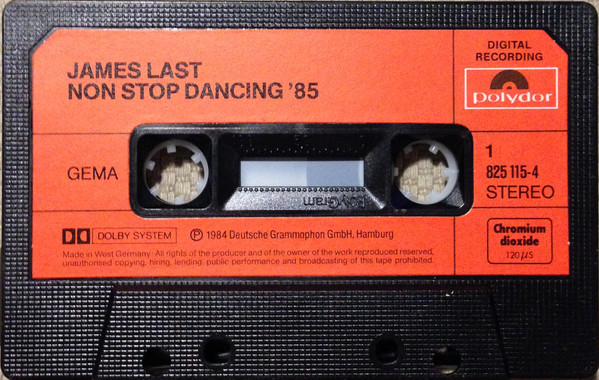 DIGITAL
RECORDING
JAMES LAST
NON STOP DANCING '85
polydor
GEMA
1
825 115-4
STEREO
PolyGram
DOLBY SYSTEM
Ⓟ 1984 Deutsche Grammophon GmbH, Hamburg
Chromium
dioxide
120 µS
Made in West Germany · All rights of the producer and of the owner of the work reproduced reserved,
unauthorised copying, hiring, lending, public performance and broadcasting of this tape prohibited.